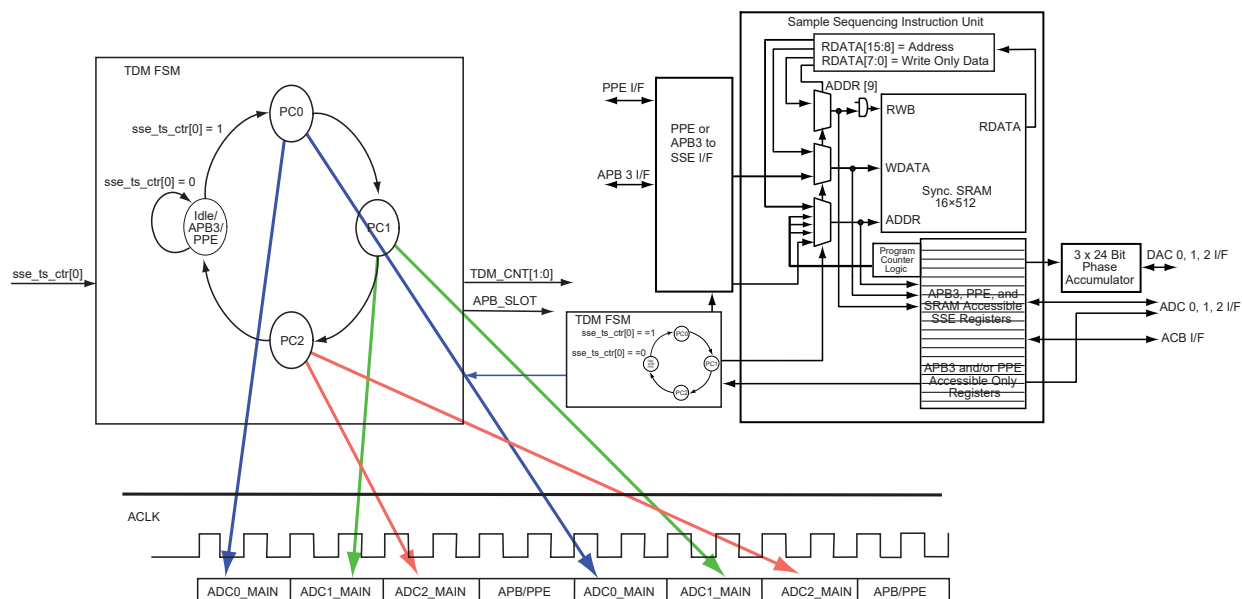 Sample Sequencing Instruction Unit
TDM FSM
PC0
sse_ts_ctr[0] = 1
sse_ts_ctr[0] = 0
Idle/
APB3/
PPE
PC1
PC2
sse_ts_ctr[0]
TDM_CNT[1:0]
APB_SLOT
PPE I/F
APB 3 I/F
PPE or
APB3 to
SSE I/F
RDATA[15:8] = Address
RDATA[7:0] = Write Only Data
ADDR [9]
RWB
RDATA
WDATA
Sync. SRAM
16×512
ADDR
Program
Counter
Logic
APB3, PPE, and
SRAM Accessible
SSE Registers
APB3 and/or PPE
Accessible Only
Registers
3 x 24 Bit
Phase
Accumulator
DAC 0, 1, 2 I/F
ADC 0, 1, 2 I/F
ACB I/F
TDM FSM
sse_ts_ctr[0] ==1
sse_ts_ctr[0] ==0
PC0
PC1
PC2
ACLK
ADC0_MAIN
ADC1_MAIN
ADC2_MAIN
APB/PPE
ADC0_MAIN
ADC1_MAIN
ADC2_MAIN
APB/PPE